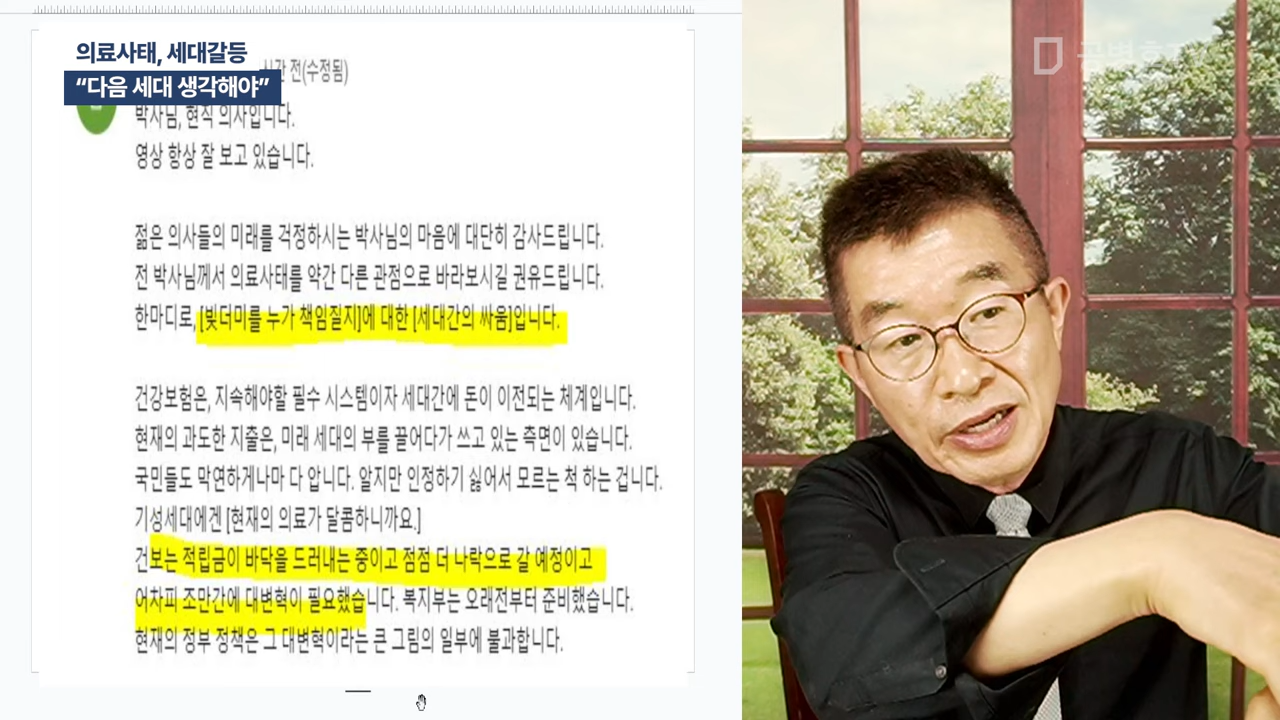 의료사태, 세대갈등
“다음 세대 생각해야”
시간 전(수정됨)
박사님, 현직 의사입니다.
영상 항상 잘 보고 있습니다.
젊은 의사들의 미래를 걱정하시는 박사님의 마음에 대단히 감사드립니다.
전 박사님께서 의료사태를 약간 다른 관점으로 바라보시길 권유드립니다.
한마디로, [빚더미를 누가 책임질지]에 대한 [세대간의 싸움]입니다.
건강보험은, 지속해야할 필수 시스템이자 세대간에 돈이 이전되는 체계입니다.
현재의 과도한 지출은, 미래 세대의 부를 끌어다가 쓰고 있는 측면이 있습니다.
국민들도 막연하게나마 다 압니다. 알지만 인정하기 싫어서 모르는 척 하는 겁니다.
기성세대에겐 [현재의 의료가 달콤하니까요.]
건보는 적립금이 바닥을 드러내는 중이고 점점 더 나락으로 갈 예정이고
어차피 조만간에 대변혁이 필요했습니다. 복지부는 오래전부터 준비했습니다.
현재의 정부 정책은 그 대변혁이라는 큰 그림의 일부에 불과합니다.